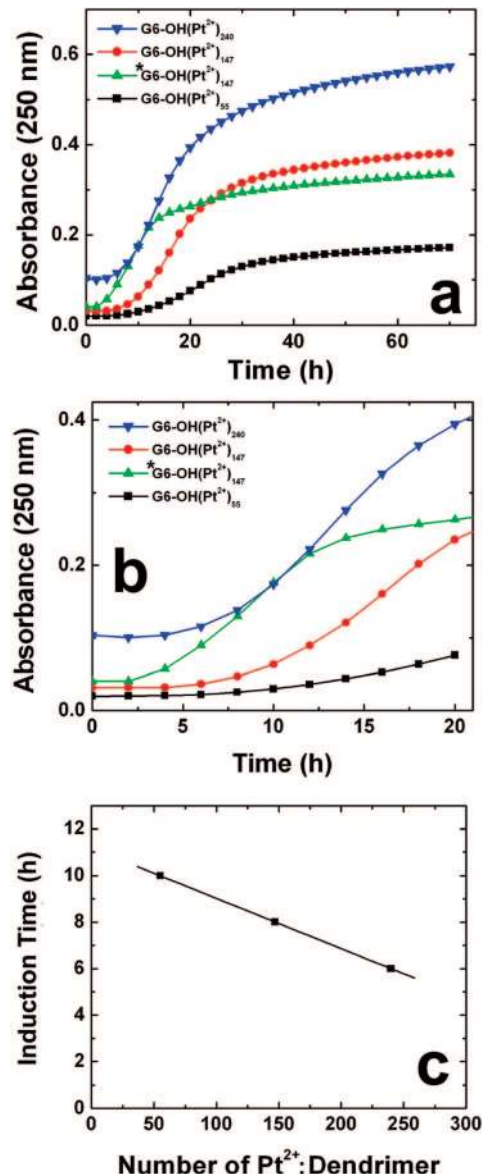 G6-OH(Pt²⁺)₂₄₀
G6-OH(Pt²⁺)₁₄₇
*G6-OH(Pt²⁺)₁₄₇
G6-OH(Pt²⁺)₅₅
0.6
0.4
0.2
0.0
Absorbance (250 nm)
a
0 20 40 60
Time (h)
G6-OH(Pt²⁺)₂₄₀
G6-OH(Pt²⁺)₁₄₇
*G6-OH(Pt²⁺)₁₄₇
G6-OH(Pt²⁺)₅₅
0.4
0.2
0.0
Absorbance (250 nm)
b
0 5 10 15 20
Time (h)
12
10
8
6
4
2
0
Induction Time (h)
c
0 50 100 150 200 250 300
Number of Pt²⁺:Dendrimer